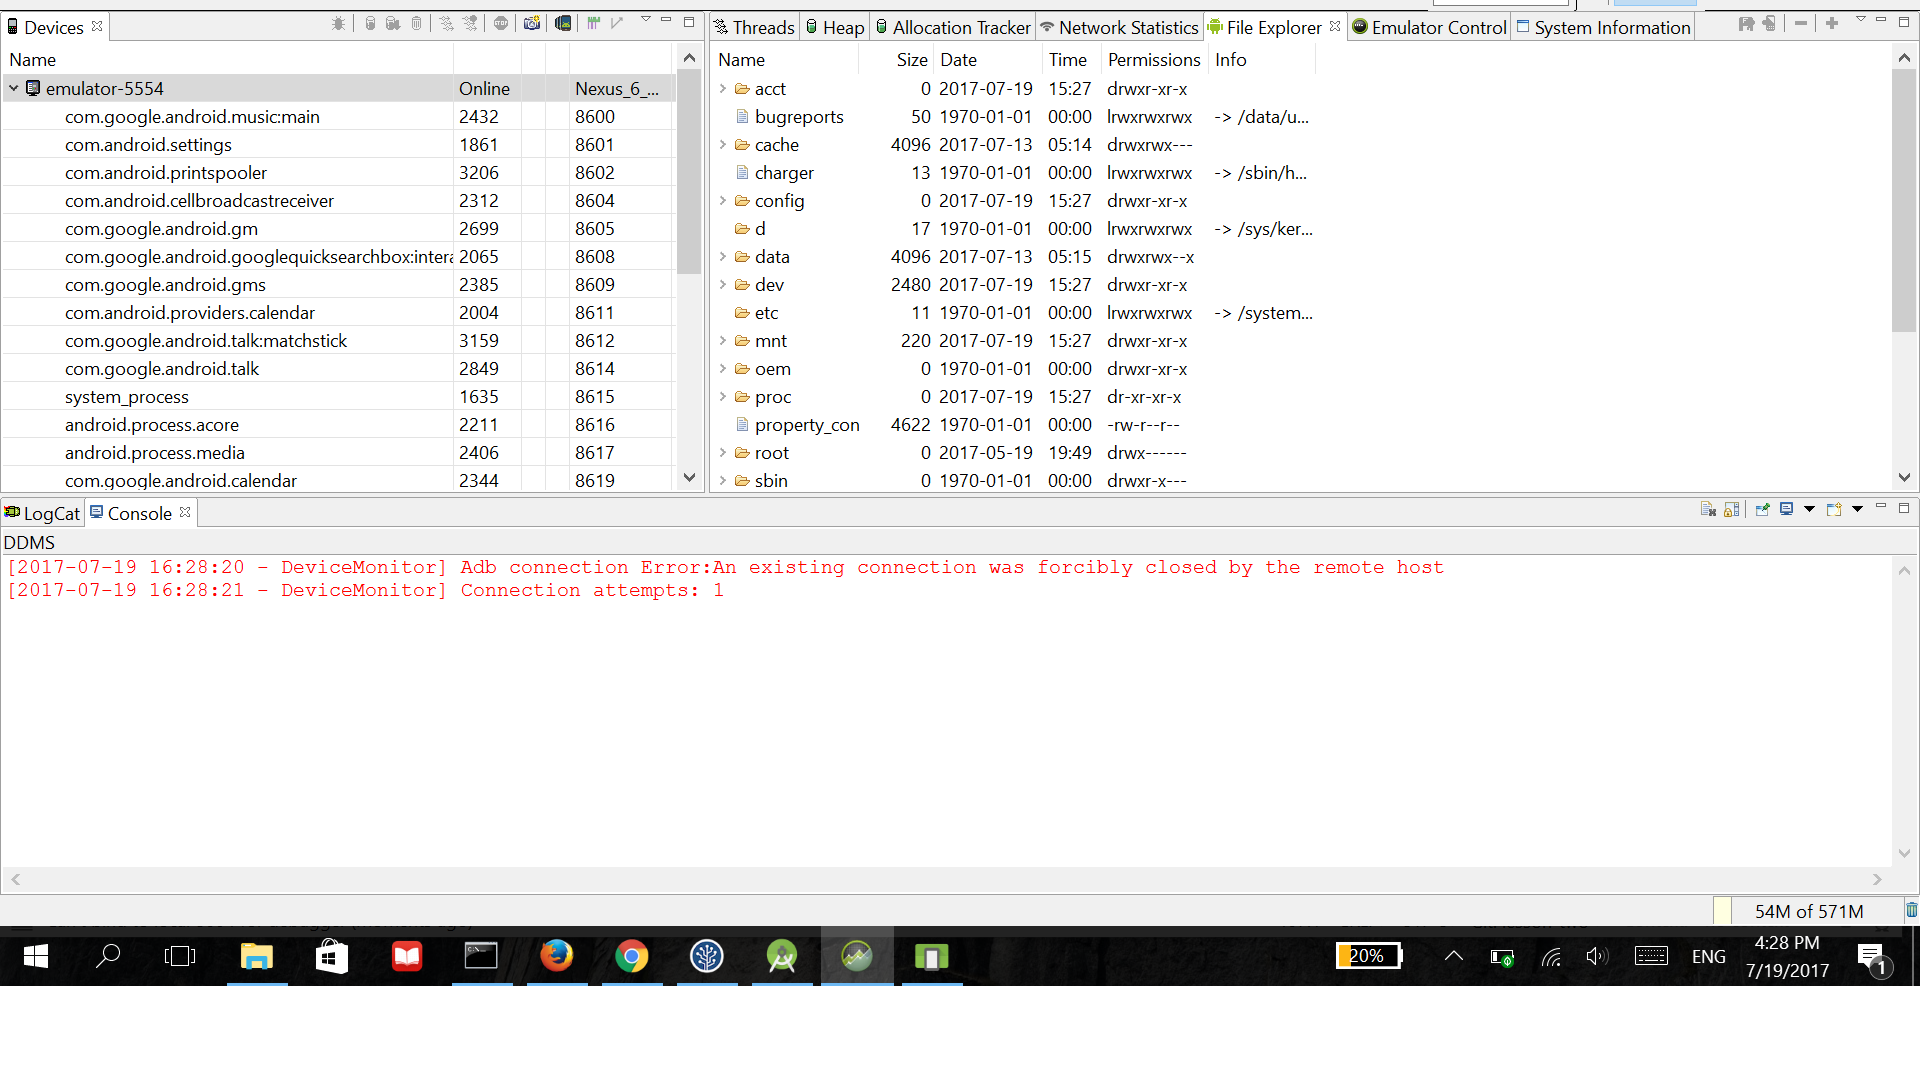 Devices
Name
emulator-5554 Online Nexus_6_...
com.google.android.music:main 2432 8600
com.android.settings 1861 8601
com.android.printspooler 3206 8602
com.android.cellbroadcastreceiver 2312 8604
com.google.android.gm 2699 8605
com.google.android.googlequicksearchbox:intera 2065 8608
com.google.android.gms 2385 8609
com.android.providers.calendar 2004 8611
com.google.android.talk:matchstick 3159 8612
com.google.android.talk 2849 8614
system_process 1635 8615
android.process.acore 2211 8616
android.process.media 2406 8617
com.google.android.calendar 2344 8619
Threads Heap Allocation Tracker Network Statistics File Explorer Emulator Control System Information
Name Size Date Time Permissions Info
acct 0 2017-07-19 15:27 drwxr-xr-x
bugreports 50 1970-01-01 00:00 lrwxrwxrwx -> /data/u...
cache 4096 2017-07-13 05:14 drwxrwx---
charger 13 1970-01-01 00:00 lrwxrwxrwx -> /sbin/h...
config 0 2017-07-19 15:27 drwxr-xr-x
d 17 1970-01-01 00:00 lrwxrwxrwx -> /sys/ker...
data 4096 2017-07-13 05:15 drwxrwx--x
dev 2480 2017-07-19 15:27 drwxr-xr-x
etc 11 1970-01-01 00:00 lrwxrwxrwx -> /system...
mnt 220 2017-07-19 15:27 drwxr-xr-x
oem 0 1970-01-01 00:00 drwxr-xr-x
proc 0 2017-07-19 15:27 dr-xr-xr-x
property_con 4622 1970-01-01 00:00 -rw-r--r--
root 0 2017-05-19 19:49 drwx------
sbin 0 1970-01-01 00:00 drwxr-x---
LogCat Console
DDMS
[2017-07-19 16:28:20 - DeviceMonitor] Adb connection Error:An existing connection was forcibly closed by the remote host
[2017-07-19 16:28:21 - DeviceMonitor] Connection attempts: 1
54M of 571M
20% ENG 4:28 PM
7/19/2017
1